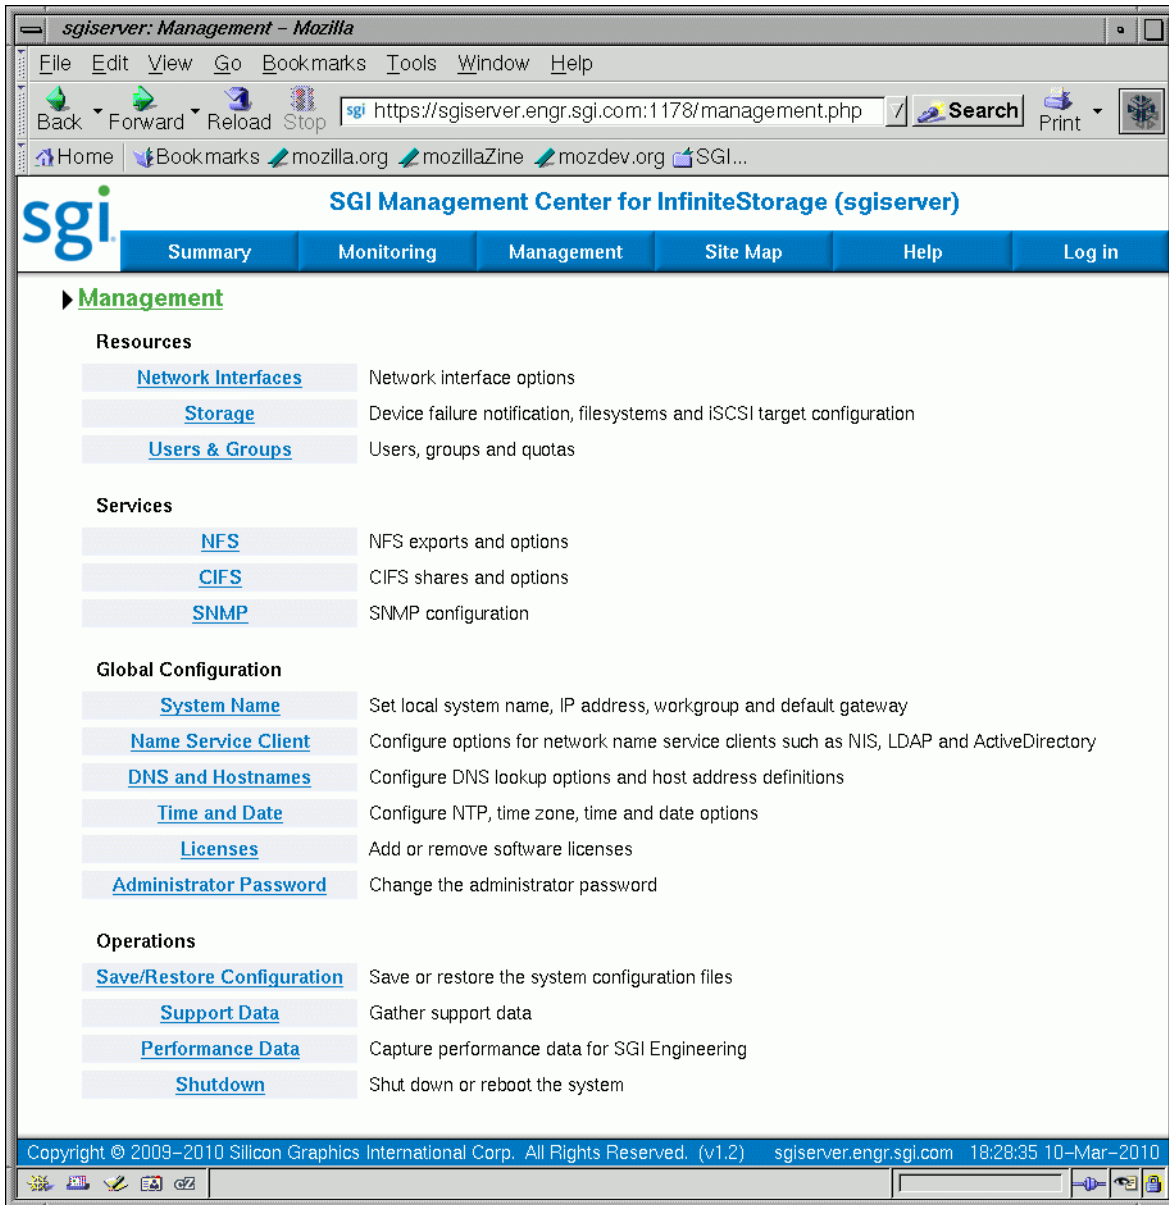 sgiserver: Management – Mozilla
File Edit View Go Bookmarks Tools Window Help
Back Forward Reload Stop sgi https://sgiserver.engr.sgi.com:1178/management.php Search Print
Home Bookmarks mozilla.org mozillaZine mozdev.org SGI...
sgi SGI Management Center for InfiniteStorage (sgiserver)
Summary Monitoring Management Site Map Help Log in
Management
Resources
Network Interfaces Network interface options
Storage Device failure notification, filesystems and iSCSI target configuration
Users & Groups Users, groups and quotas
Services
NFS NFS exports and options
CIFS CIFS shares and options
SNMP SNMP configuration
Global Configuration
System Name Set local system name, IP address, workgroup and default gateway
Name Service Client Configure options for network name service clients such as NIS, LDAP and ActiveDirectory
DNS and Hostnames Configure DNS lookup options and host address definitions
Time and Date Configure NTP, time zone, time and date options
Licenses Add or remove software licenses
Administrator Password Change the administrator password
Operations
Save/Restore Configuration Save or restore the system configuration files
Support Data Gather support data
Performance Data Capture performance data for SGI Engineering
Shutdown Shut down or reboot the system
Copyright © 2009–2010 Silicon Graphics International Corp. All Rights Reserved. (v1.2) sgiserver.engr.sgi.com 18:28:35 10–Mar–2010